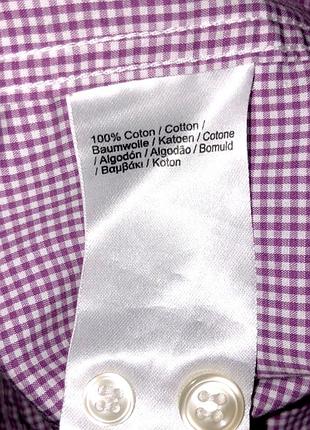 100% Coton / Cotton /
Baumwolle / Katoen / Cotone
/ Algodón / Algodão / Bomuld
/ Βαμβάκι / Koton